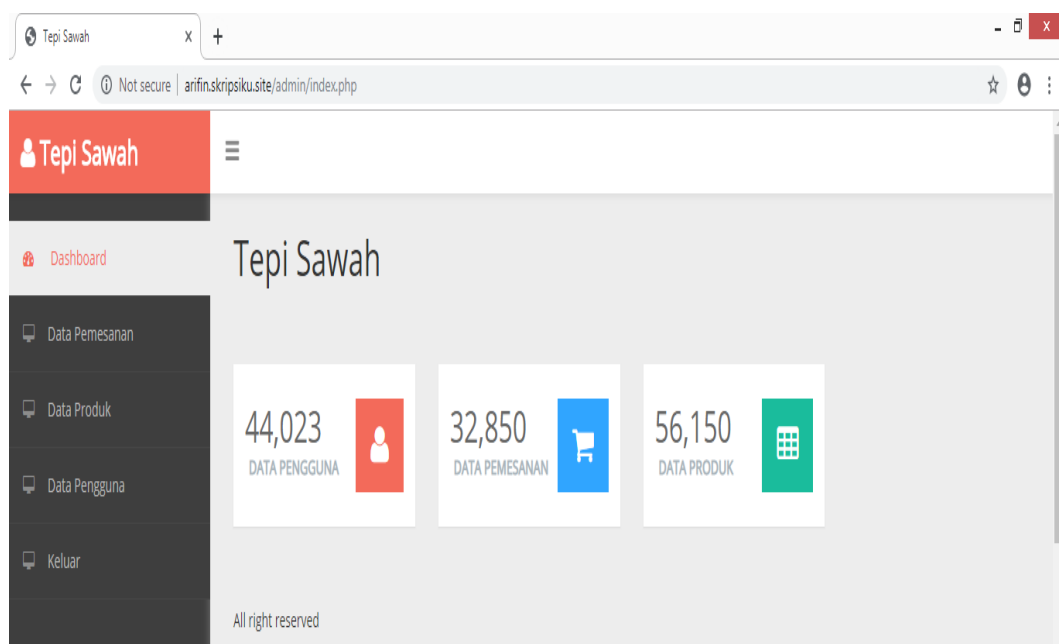 Tepi Sawah
Not secure | arifin.skripsiku.site/admin/index.php
Tepi Sawah
Dashboard
Data Pemesanan
Data Produk
Data Pengguna
Keluar
Tepi Sawah
44,023
DATA PENGGUNA
32,850
DATA PEMESANAN
56,150
DATA PRODUK
All right reserved